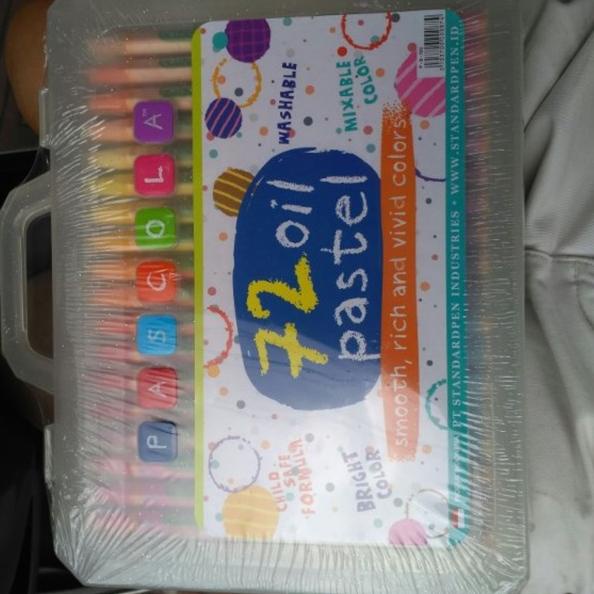 PASCOLA™
WASHABLE
MIXABLE
COLOR
72 oil
pastel
smooth, rich and vivid colors
CHILD
SAFE
FORMULA
BRIGHT
COLOR
PT STANDARDPEN INDUSTRIES • WWW.STANDARDPEN.ID